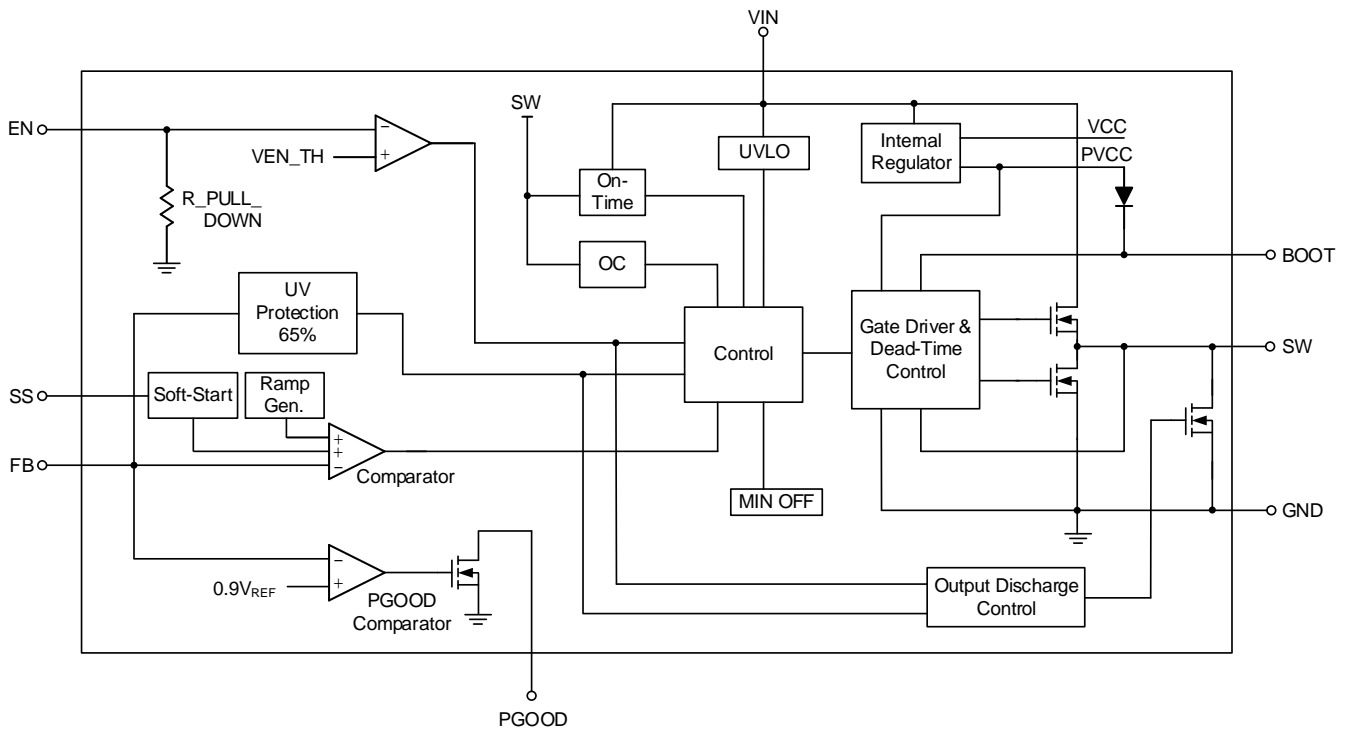 VIN
EN
VEN_TH
R_PULL_
DOWN
SW
UVLO
On-
Time
OC
Internal
Regulator
VCC
PVCC
BOOT
UV
Protection
65%
Control
Gate Driver &
Dead-Time
Control
SW
SS
Soft-Start
Ramp
Gen.
FB
Comparator
MIN OFF
GND
0.9VREF
PGOOD
Comparator
Output Discharge
Control
PGOOD